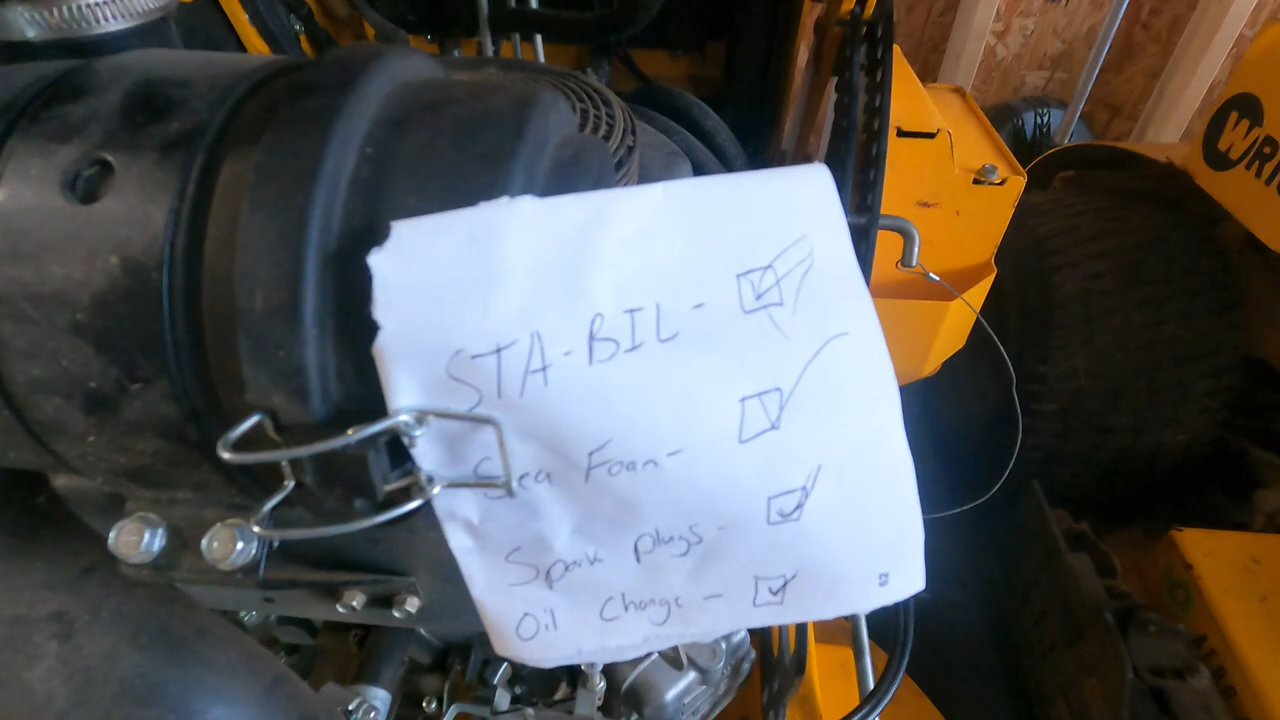 STA-BIL- ☑
Sea Foam- ☑
Spark plugs- ☑
Oil Change- ☑
WRI